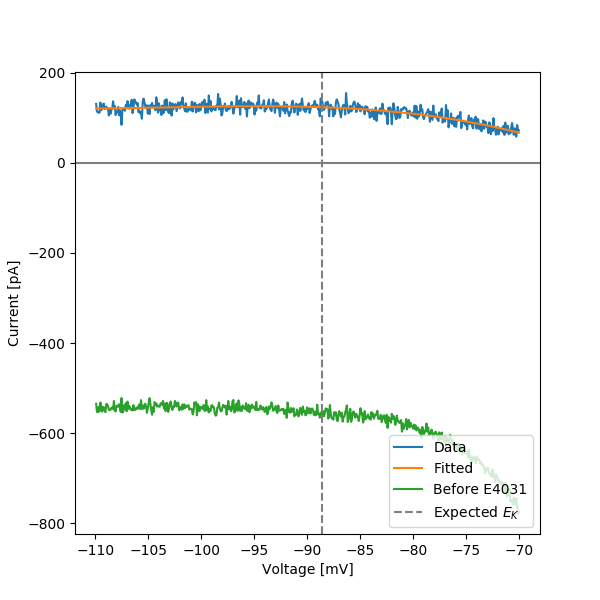 200
0
−200
−400
−600
−800
Current [pA]
Data
Fitted
Before E4031
Expected E_K
−110 −105 −100 −95 −90 −85 −80 −75 −70
Voltage [mV]